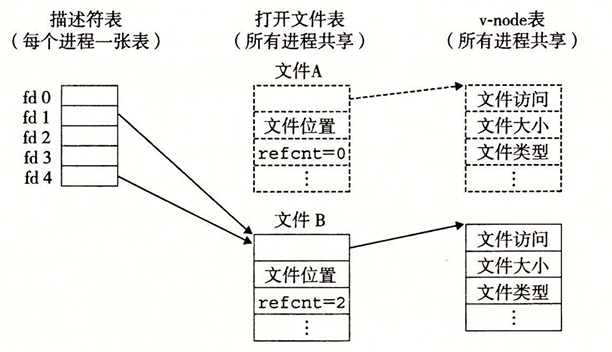 描述符表
（每个进程一张表）
打开文件表
（所有进程共享）
v-node表
（所有进程共享）
fd 0
fd 1
fd 2
fd 3
fd 4
文件A
文件位置
refcnt=0
⋮
文件访问
文件大小
文件类型
⋮
文件 B
文件位置
refcnt=2
⋮
文件访问
文件大小
文件类型
⋮